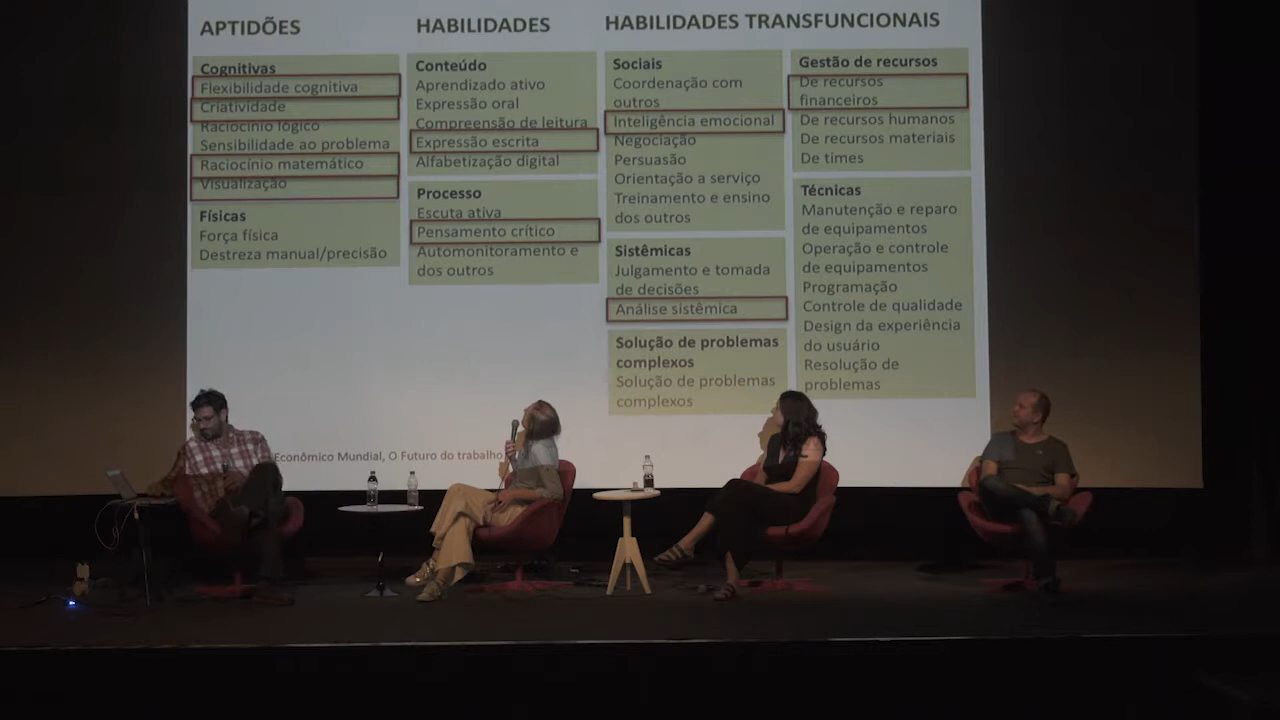 APTIDÕES
Cognitivas
Flexibilidade cognitiva
Criatividade
Raciocínio lógico
Sensibilidade ao problema
Raciocínio matemático
Visualização
Físicas
Força física
Destreza manual/precisão
HABILIDADES
Conteúdo
Aprendizado ativo
Expressão oral
Compreensão de leitura
Expressão escrita
Alfabetização digital
Processo
Escuta ativa
Pensamento crítico
Automonitoramento e
dos outros
HABILIDADES TRANSFUNCIONAIS
Sociais
Coordenação com
outros
Inteligência emocional
Negociação
Persuasão
Orientação a serviço
Treinamento e ensino
dos outros
Sistêmicas
Julgamento e tomada
de decisões
Análise sistêmica
Solução de problemas
complexos
Solução de problemas
complexos
Gestão de recursos
De recursos
financeiros
De recursos humanos
De recursos materiais
De times
Técnicas
Manutenção e reparo
de equipamentos
Operação e controle
de equipamentos
Programação
Controle de qualidade
Design da experiência
do usuário
Resolução de
problemas
Econômico Mundial, O Futuro do trabalho